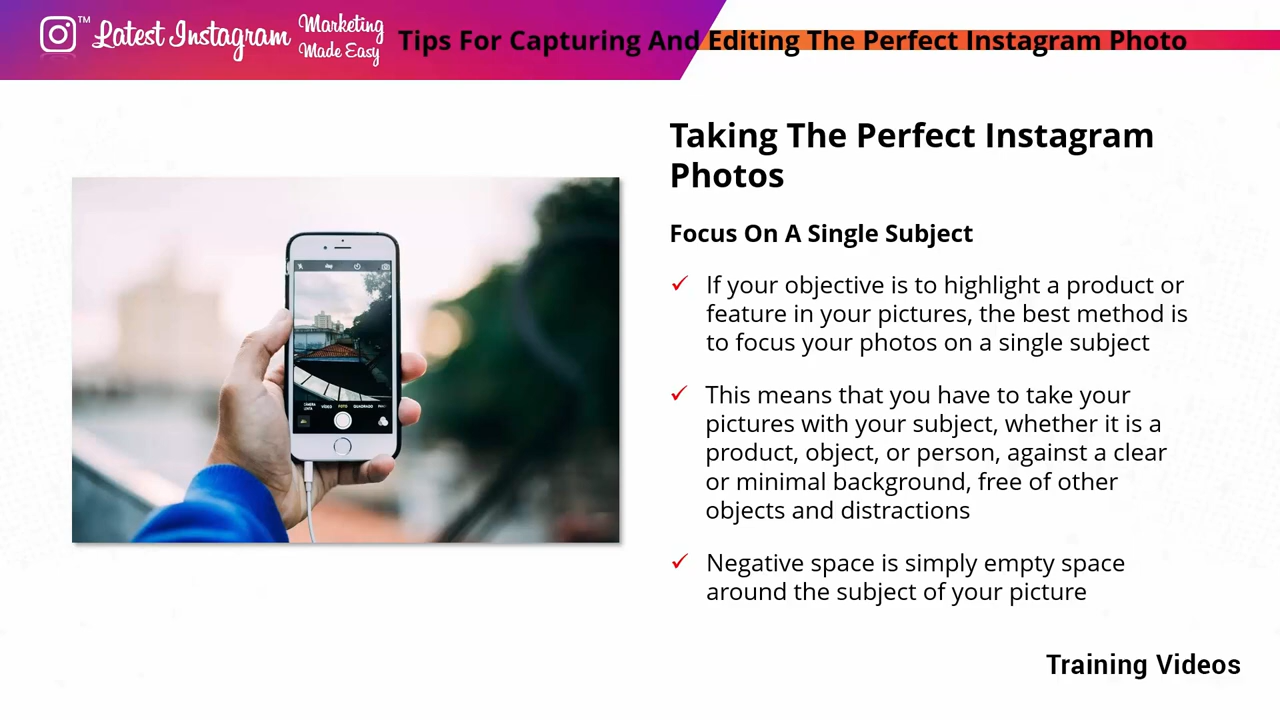 Latest Instagram Marketing Made Easy ™
Tips For Capturing And Editing The Perfect Instagram Photo
Taking The Perfect Instagram
Photos
Focus On A Single Subject
✓ If your objective is to highlight a product or
feature in your pictures, the best method is
to focus your photos on a single subject
✓ This means that you have to take your
pictures with your subject, whether it is a
product, object, or person, against a clear
or minimal background, free of other
objects and distractions
✓ Negative space is simply empty space
around the subject of your picture
VÍDEO FOTO QUADRADO
Training Videos